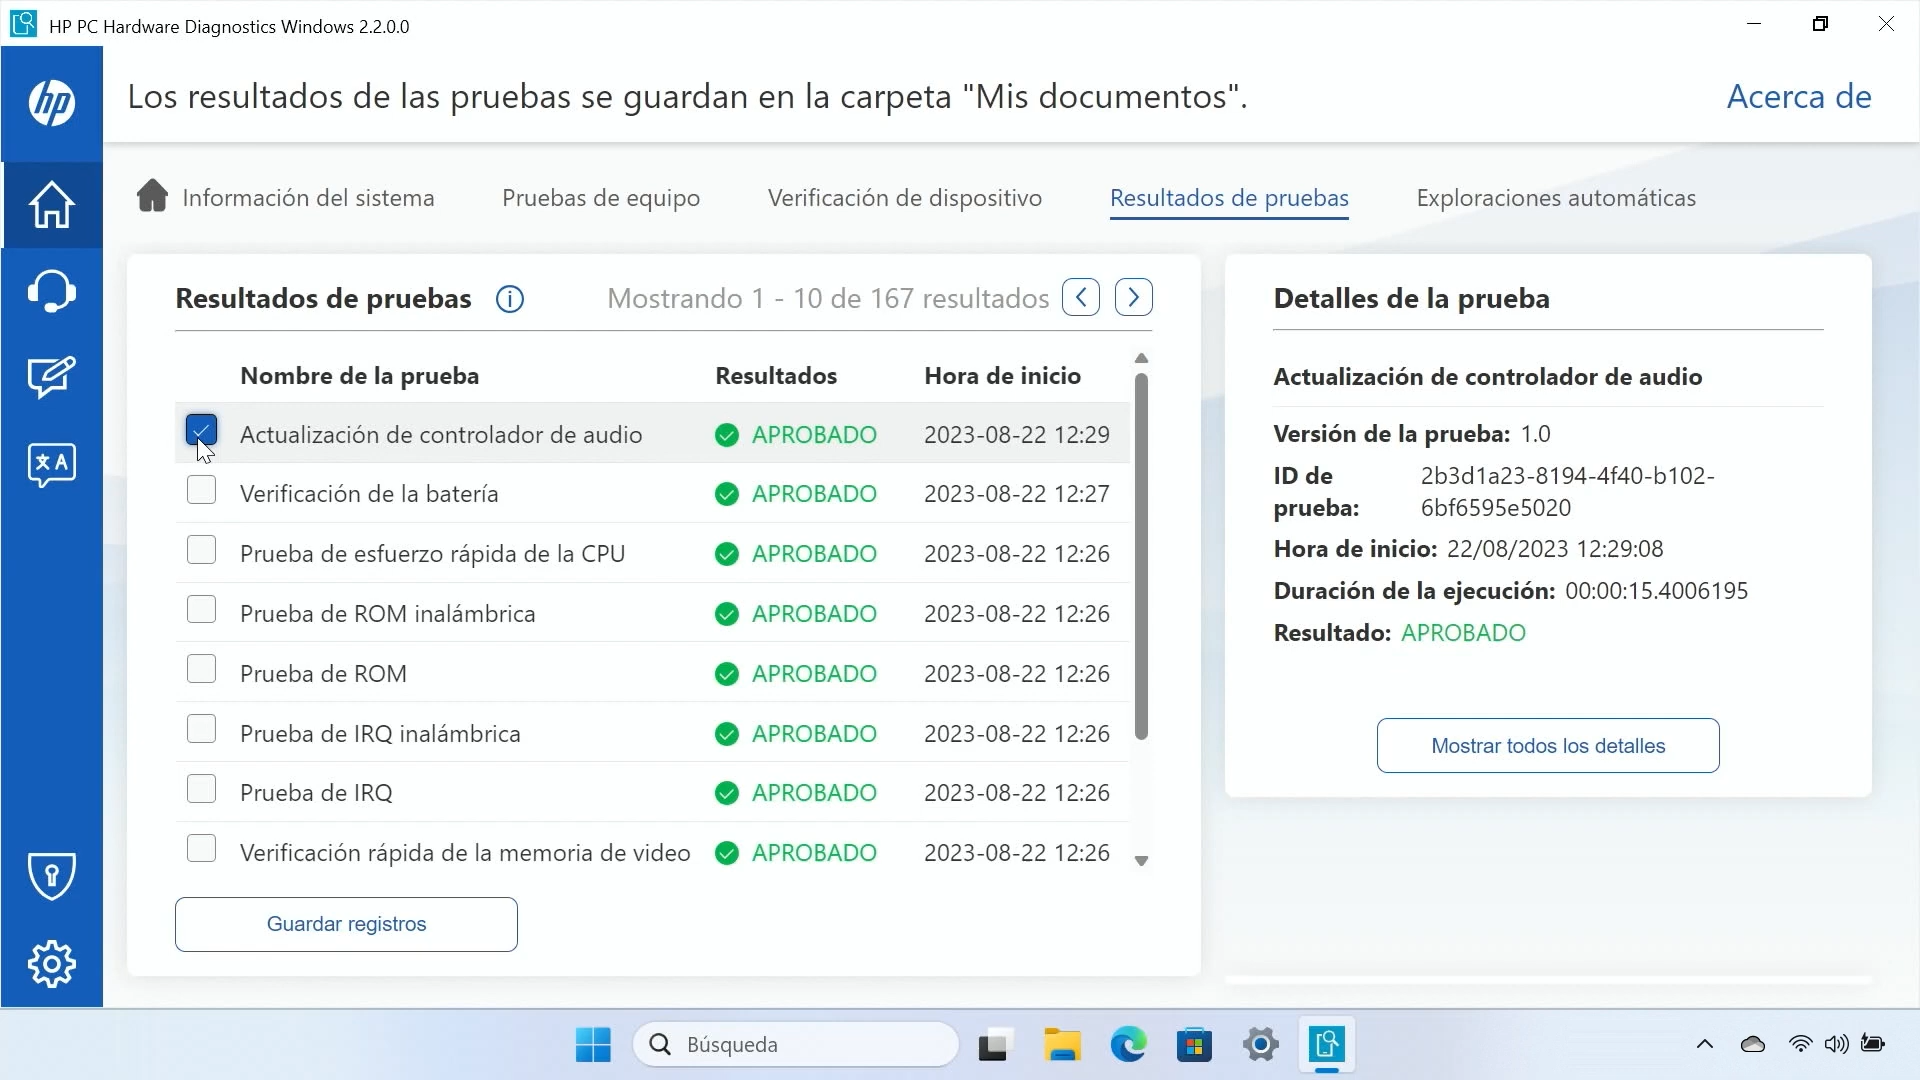 HP PC Hardware Diagnostics Windows 2.2.0.0
hp
Los resultados de las pruebas se guardan en la carpeta "Mis documentos".
Acerca de
Información del sistema
Pruebas de equipo
Verificación de dispositivo
Resultados de pruebas
Exploraciones automáticas
Resultados de pruebas
Mostrando 1 - 10 de 167 resultados
Nombre de la prueba Resultados Hora de inicio
Actualización de controlador de audio APROBADO 2023-08-22 12:29
Verificación de la batería APROBADO 2023-08-22 12:27
Prueba de esfuerzo rápida de la CPU APROBADO 2023-08-22 12:26
Prueba de ROM inalámbrica APROBADO 2023-08-22 12:26
Prueba de ROM APROBADO 2023-08-22 12:26
Prueba de IRQ inalámbrica APROBADO 2023-08-22 12:26
Prueba de IRQ APROBADO 2023-08-22 12:26
Verificación rápida de la memoria de video APROBADO 2023-08-22 12:26
Guardar registros
Detalles de la prueba
Actualización de controlador de audio
Versión de la prueba: 1.0
ID de prueba: 2b3d1a23-8194-4f40-b102-
6bf6595e5020
Hora de inicio: 22/08/2023 12:29:08
Duración de la ejecución: 00:00:15.4006195
Resultado: APROBADO
Mostrar todos los detalles
Búsqueda